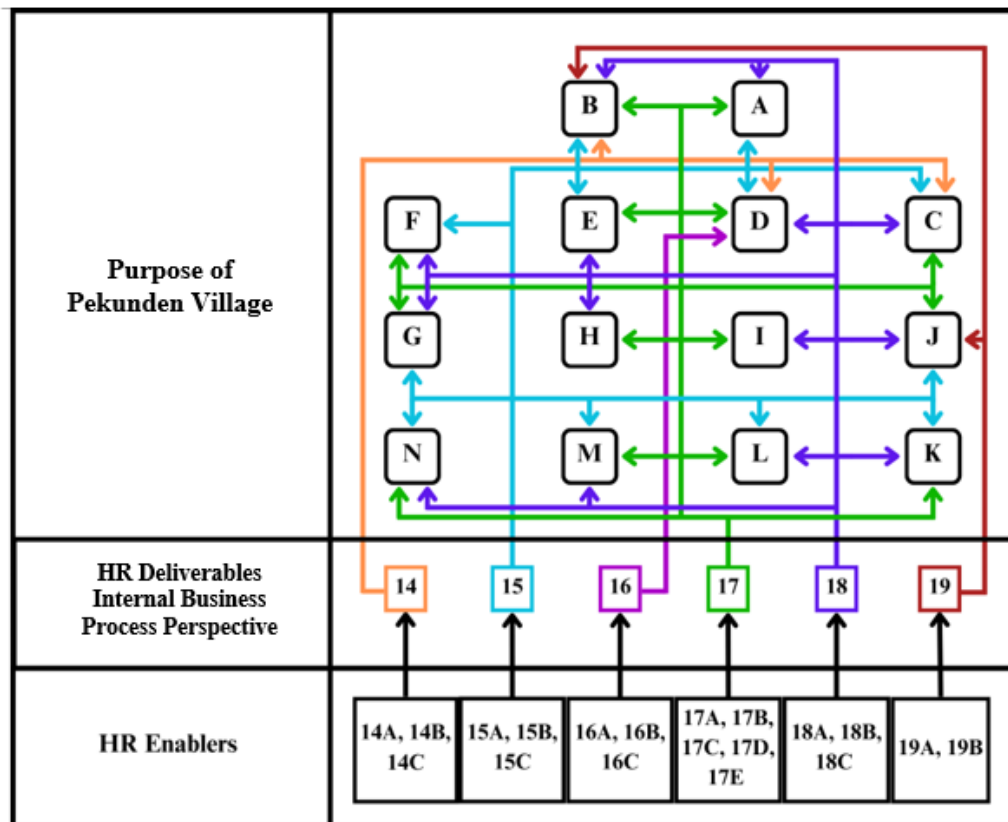 Purpose of
Pekunden Village
B
A
F
E
D
C
G
H
I
J
N
M
L
K
HR Deliverables
Internal Business
Process Perspective
14
15
16
17
18
19
HR Enablers
14A, 14B,
14C
15A, 15B,
15C
16A, 16B,
16C
17A, 17B,
17C, 17D,
17E
18A, 18B,
18C
19A, 19B